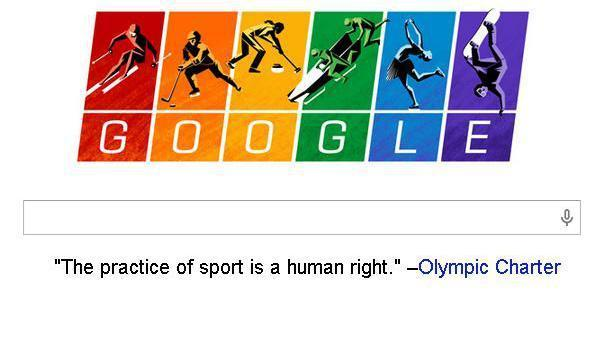 GOOGLE
"The practice of sport is a human right." –Olympic Charter